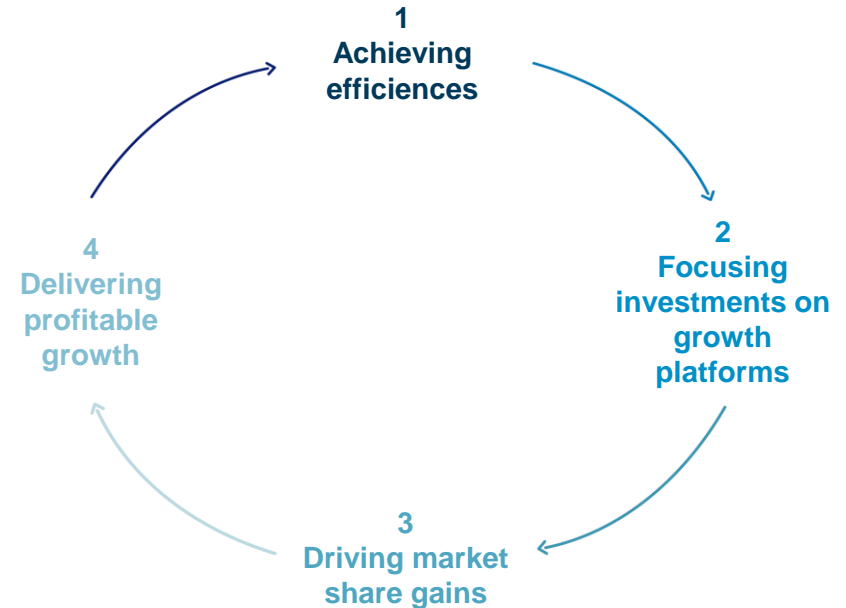 1
Achieving
efficiences
2
Focusing
investments on
growth
platforms
3
Driving market
share gains
4
Delivering
profitable
growth